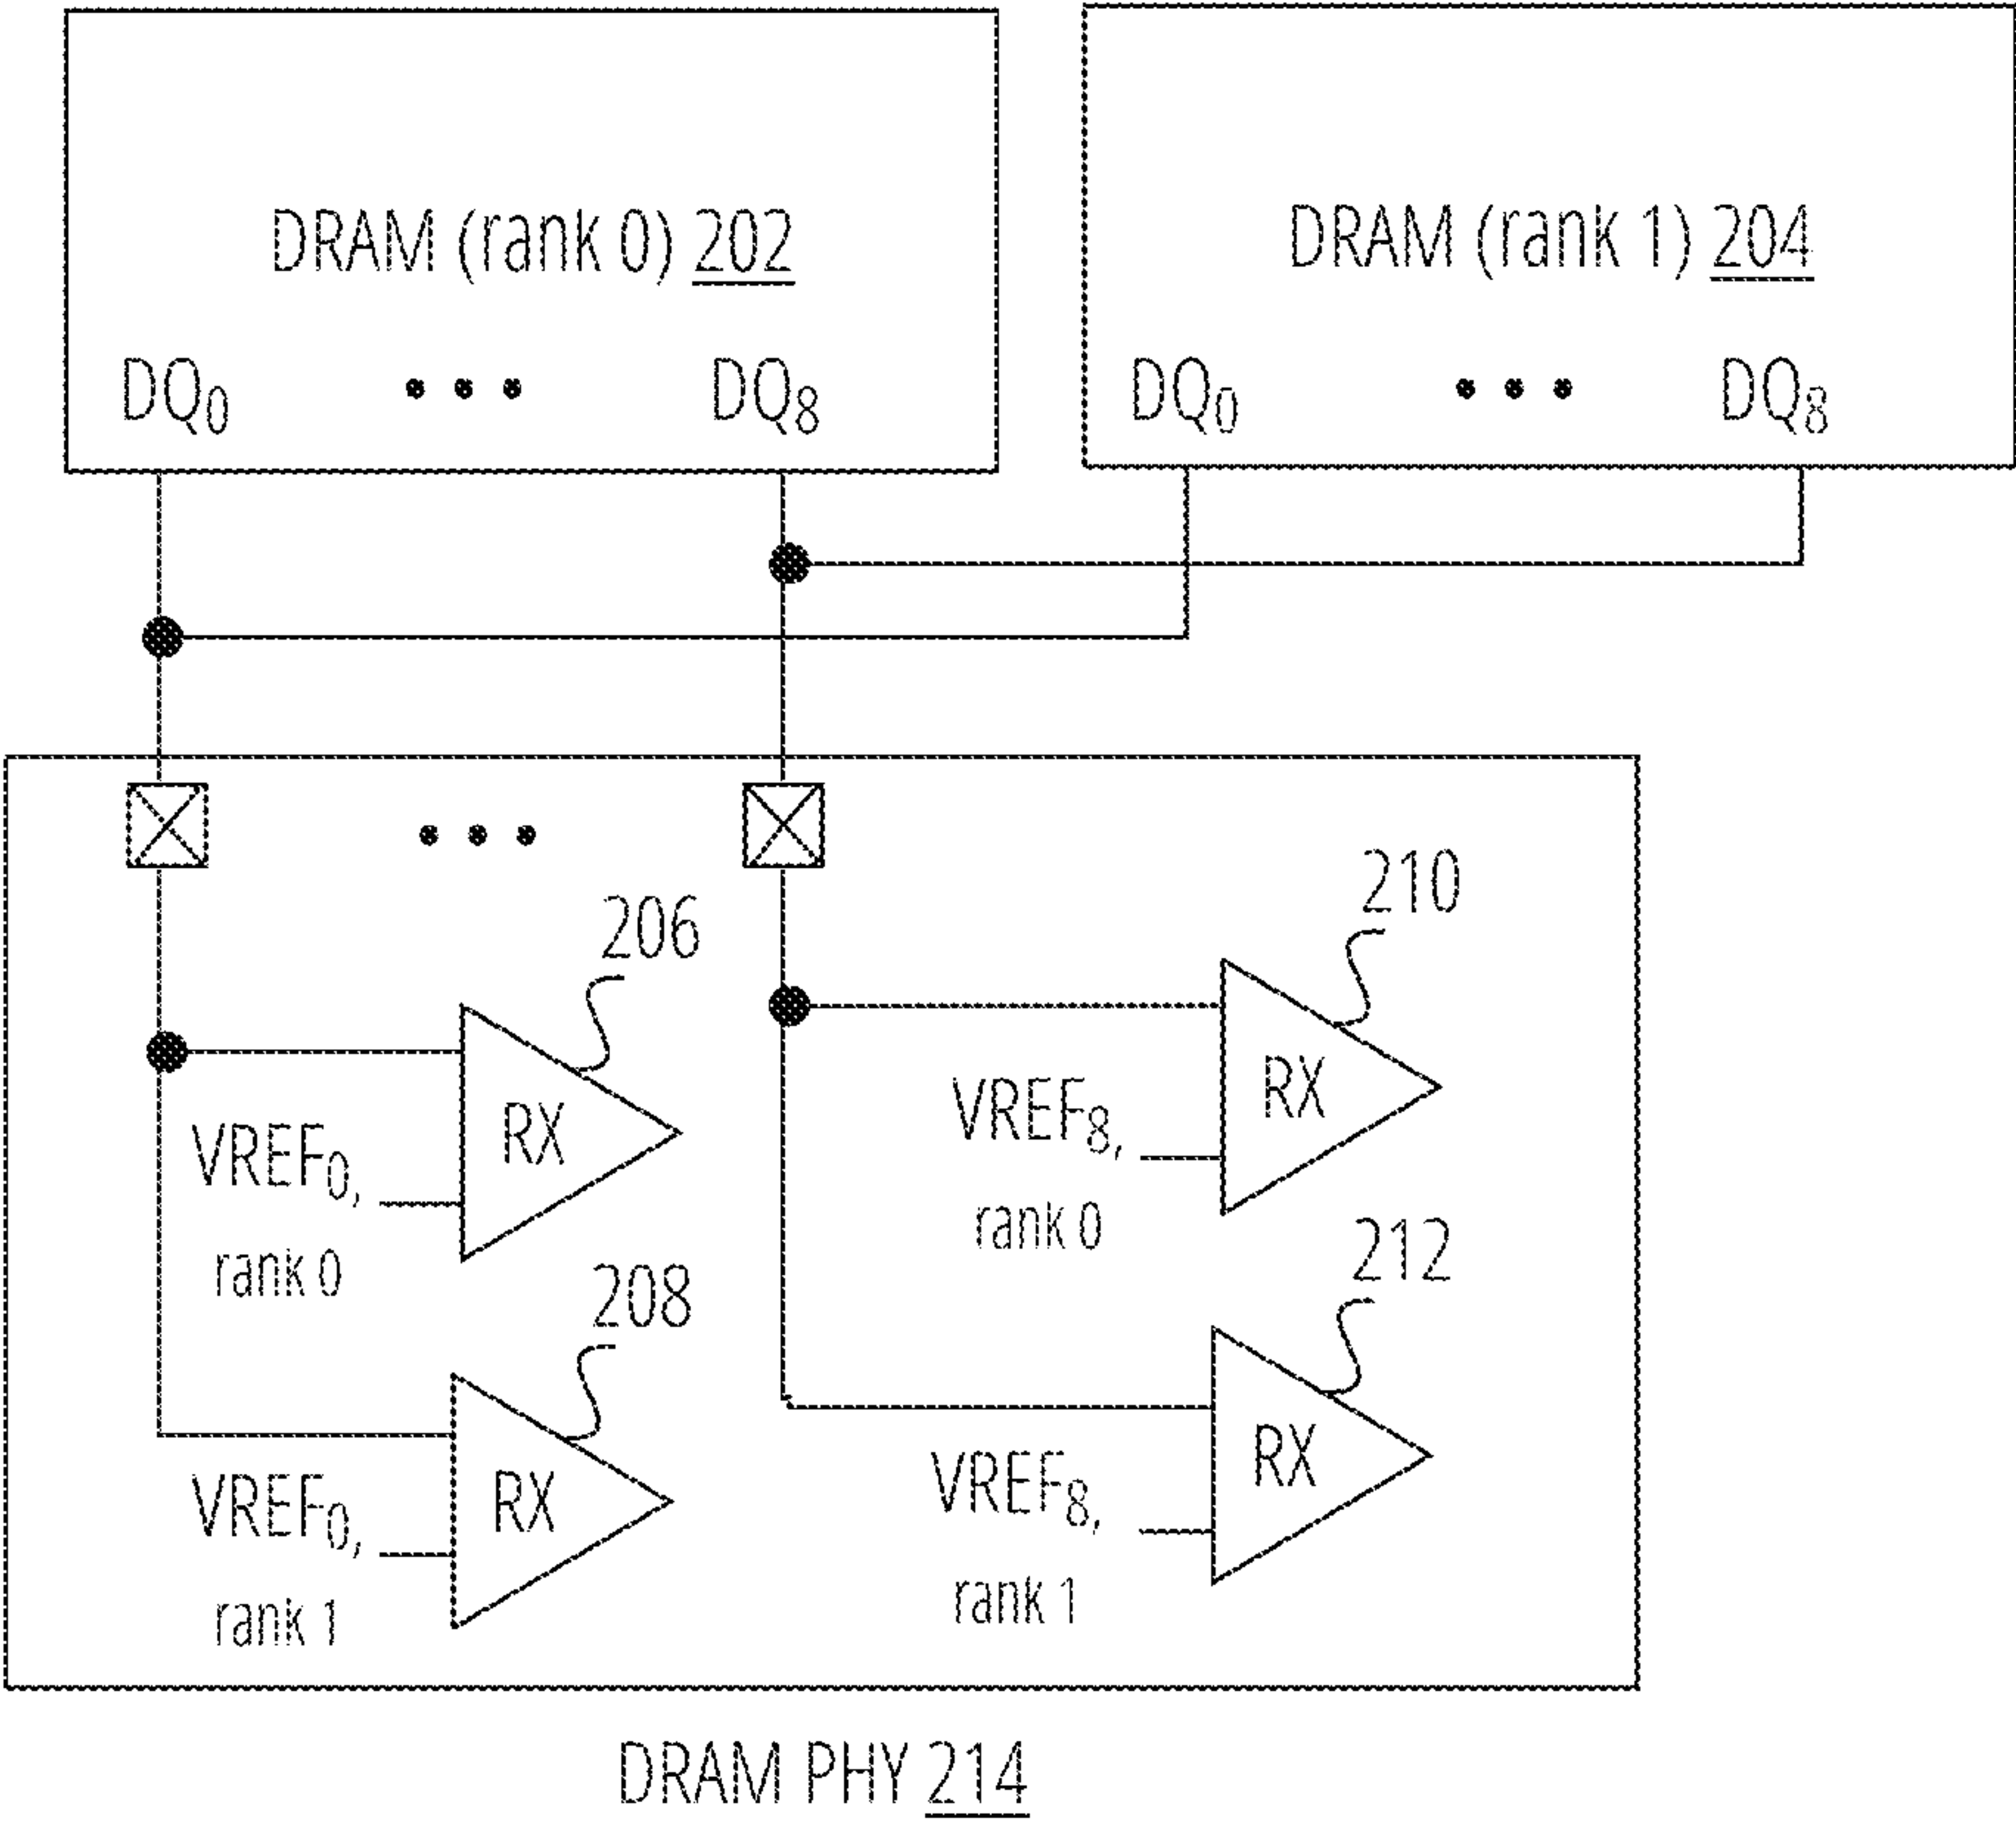 DRAM (rank 0) 202
DRAM (rank 1) 204
DQ0 ••• DQ8
DQ0 ••• DQ8
•••
206
210
RX
RX
VREF0,
rank 0
VREF8,
rank 0
208
212
RX
RX
VREF0,
rank 1
VREF8,
rank 1
DRAM PHY 214